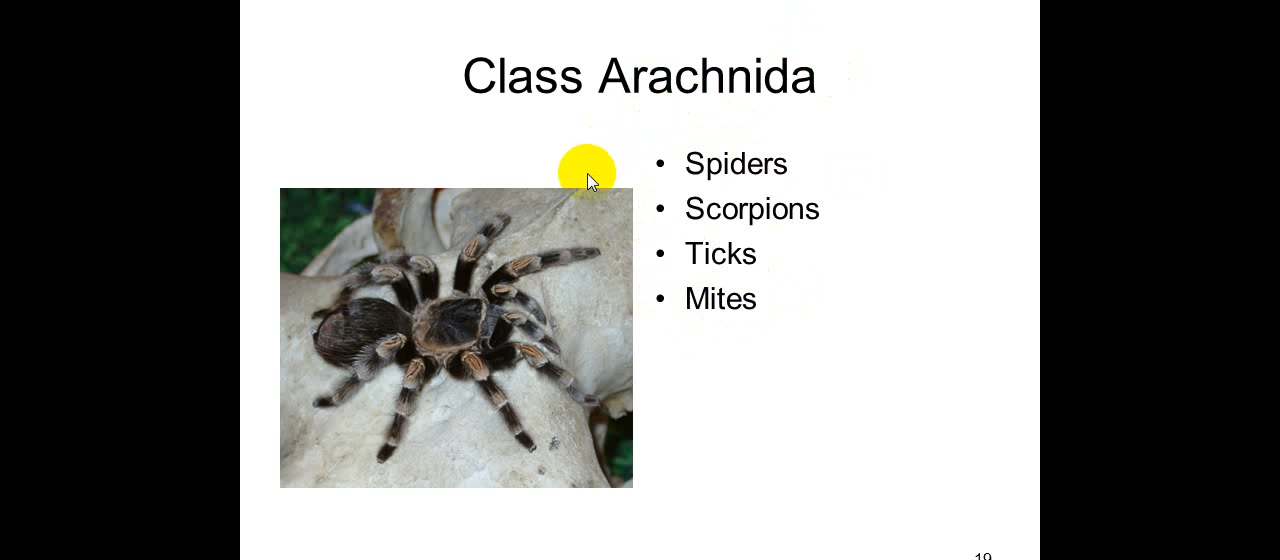 Class Arachnida
• Spiders
• Scorpions
• Ticks
• Mites
19